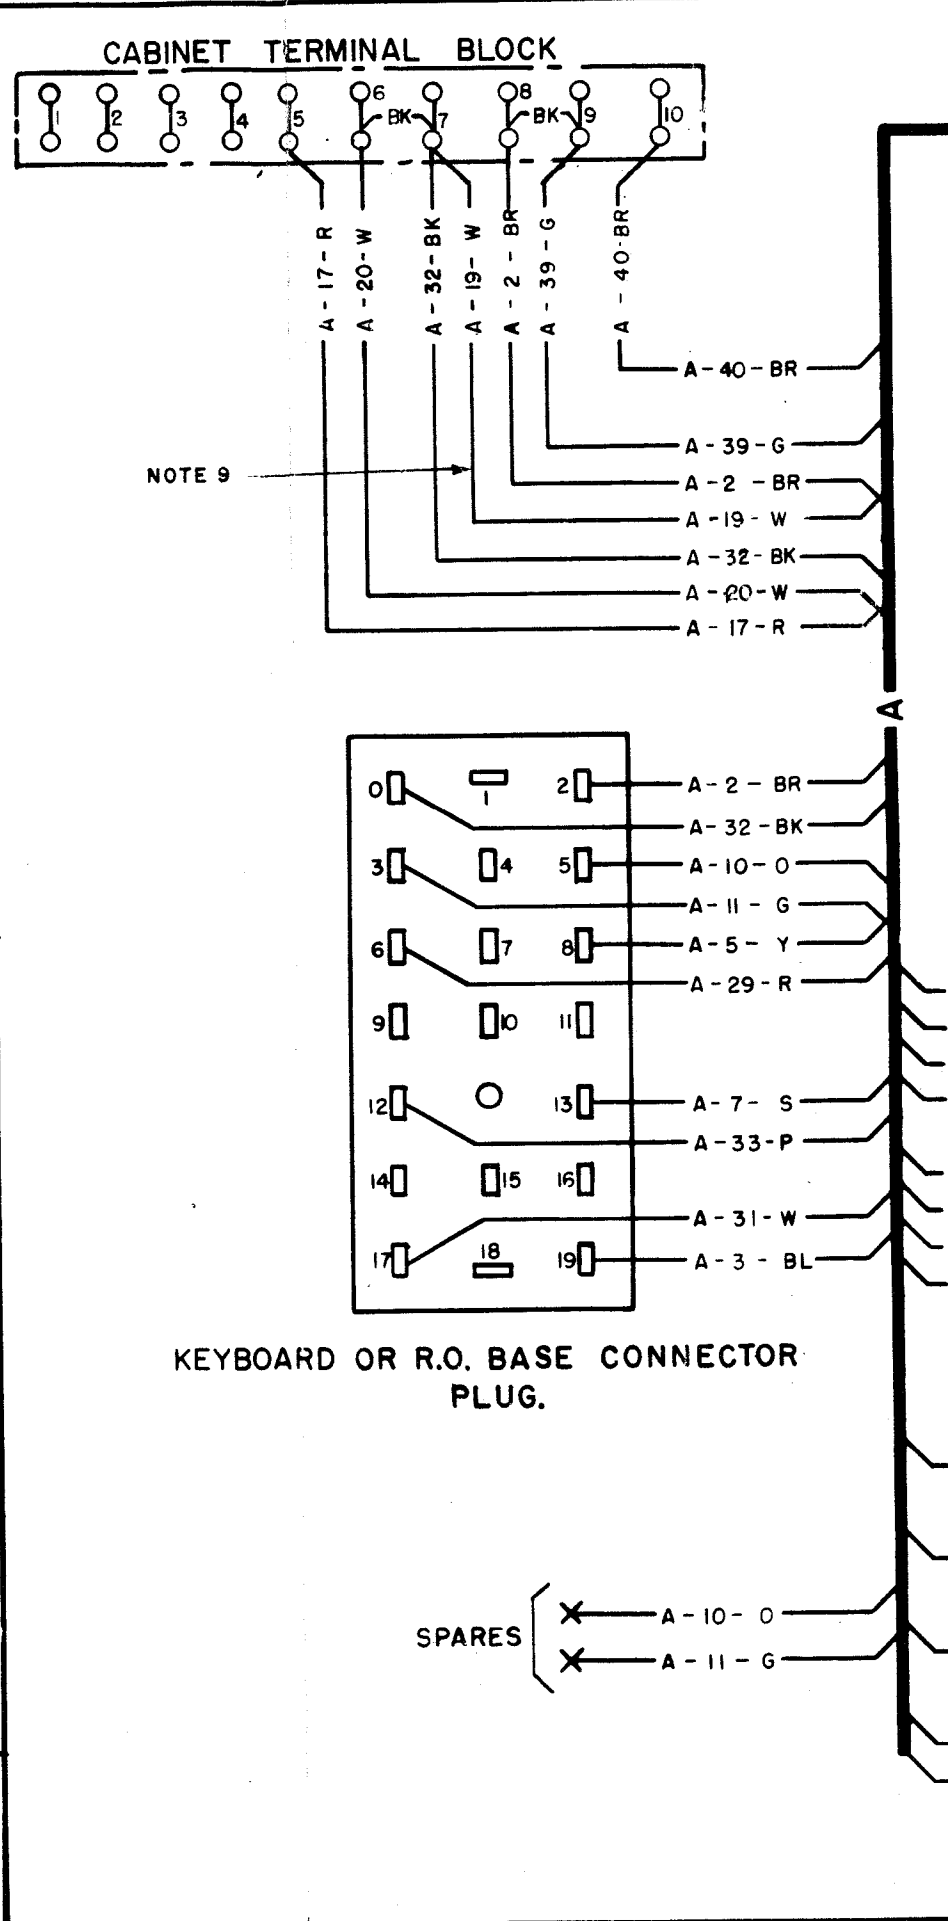 CABINET TERMINAL BLOCK
1 2 3 4 5 6 BK 7 8 BK 9 10
A-17-R
A-20-W
A-32-BK
A-19-W
A-2-BR
A-39-G
A-40-BR
A-40-BR
A-39-G
NOTE 9
A-2-BR
A-19-W
A-32-BK
A-20-W
A-17-R
A
0 1 2 A-2-BR
A-32-BK
3 4 5 A-10-O
A-11-G
6 7 8 A-5-Y
A-29-R
9 10 11
12 13 A-7-S
A-33-P
14 15 16
A-31-W
17 18 19 A-3-BL
KEYBOARD OR R.O. BASE CONNECTOR
PLUG.
SPARES
A-10-O
A-11-G